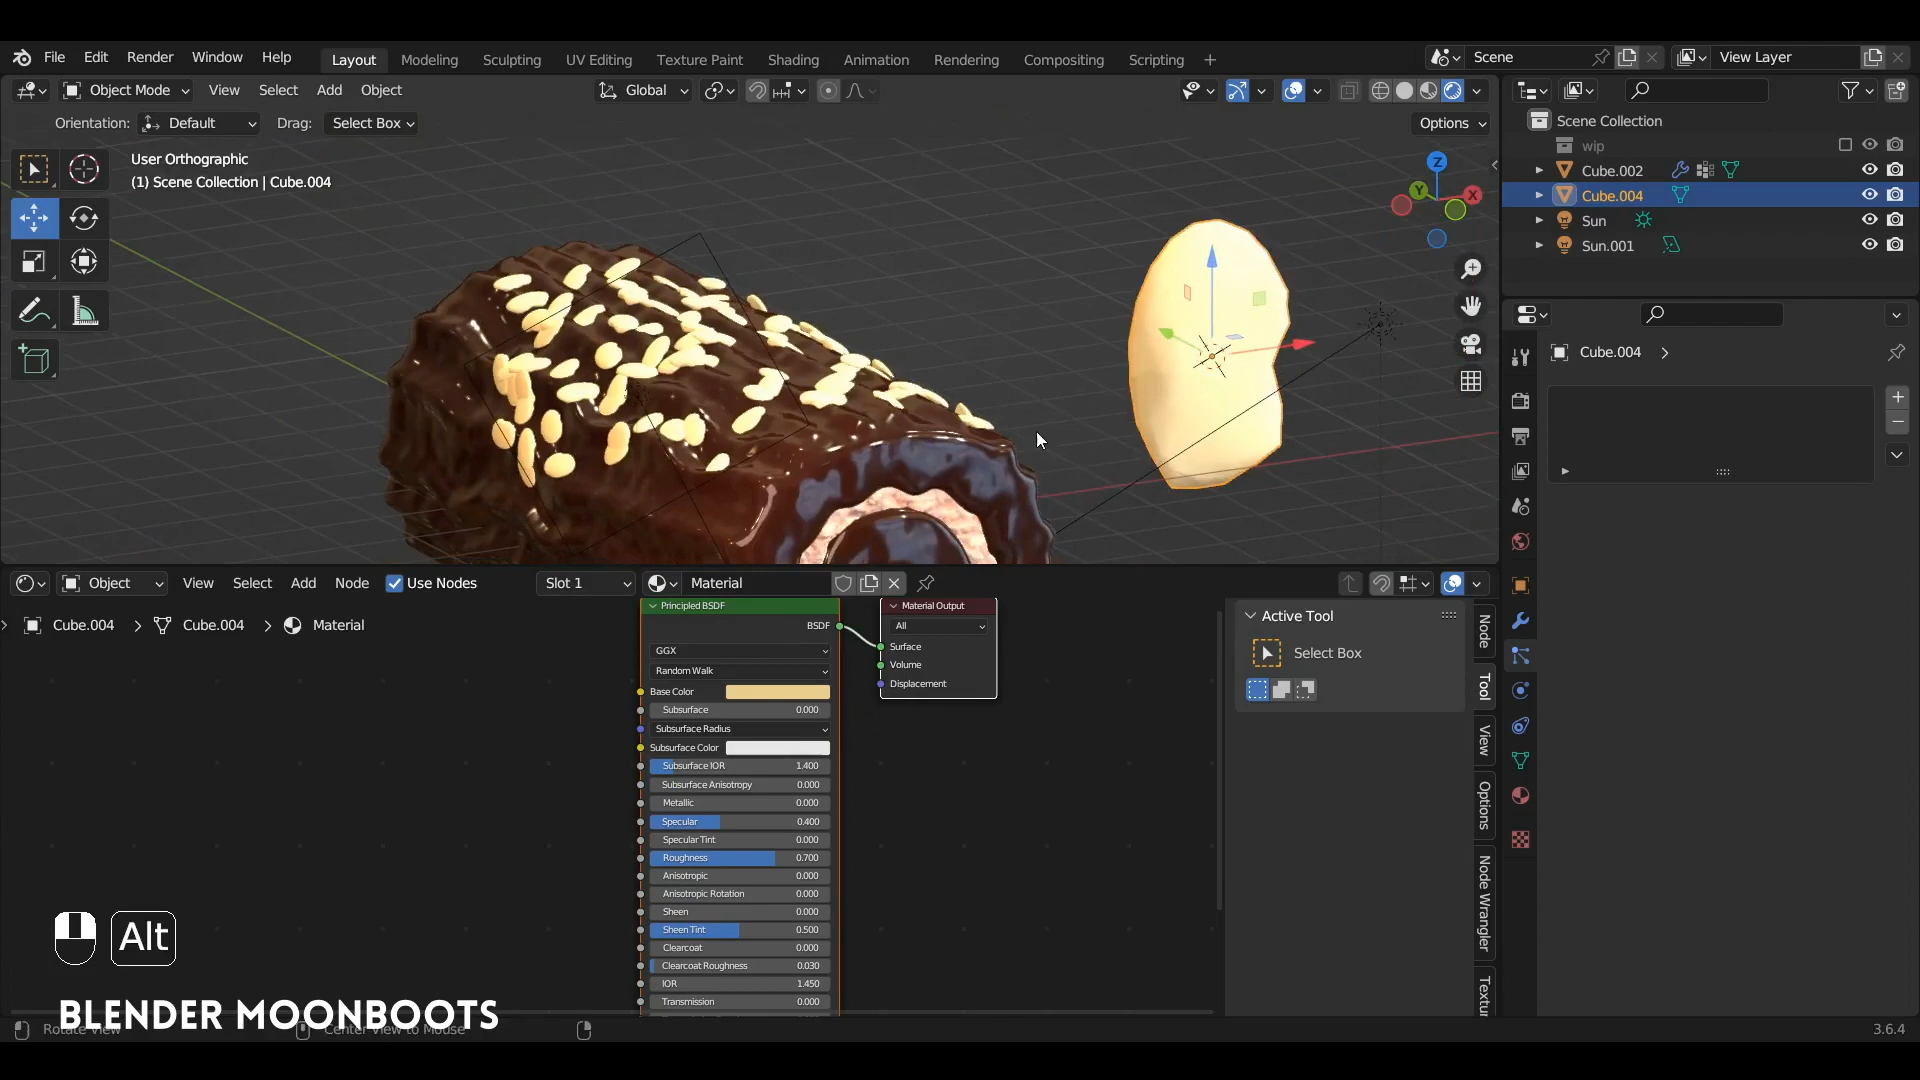 File Edit Render Window Help Layout Modeling Sculpting UV Editing Texture Paint Shading Animation Rendering Compositing Scripting + Scene View Layer
Object Mode View Select Add Object Global
Orientation: Default Drag: Select Box Options
User Orthographic
(1) Scene Collection | Cube.004
Z
Y
X
Scene Collection
wip
Cube.002
Cube.004
Sun
Sun.001
Cube.004
Object View Select Add Node Use Nodes Slot 1 Material
Cube.004 > Cube.004 > Material
Principled BSDF
BSDF
GGX
Random Walk
Base Color
Subsurface 0.000
Subsurface Radius
Subsurface Color
Subsurface IOR 1.400
Subsurface Anisotropy 0.000
Metallic 0.000
Specular 0.400
Specular Tint 0.000
Roughness 0.700
Anisotropic 0.000
Anisotropic Rotation 0.000
Sheen 0.000
Sheen Tint 0.500
Clearcoat 0.000
Clearcoat Roughness 0.030
IOR 1.450
Transmission 0.000
Material Output
All
Surface
Volume
Displacement
Active Tool
Select Box
Node
Tool
View
Options
Node Wrangler
Textu
Alt
BLENDER MOONBOOTS
Rotate View Center View to Mouse
3.6.4